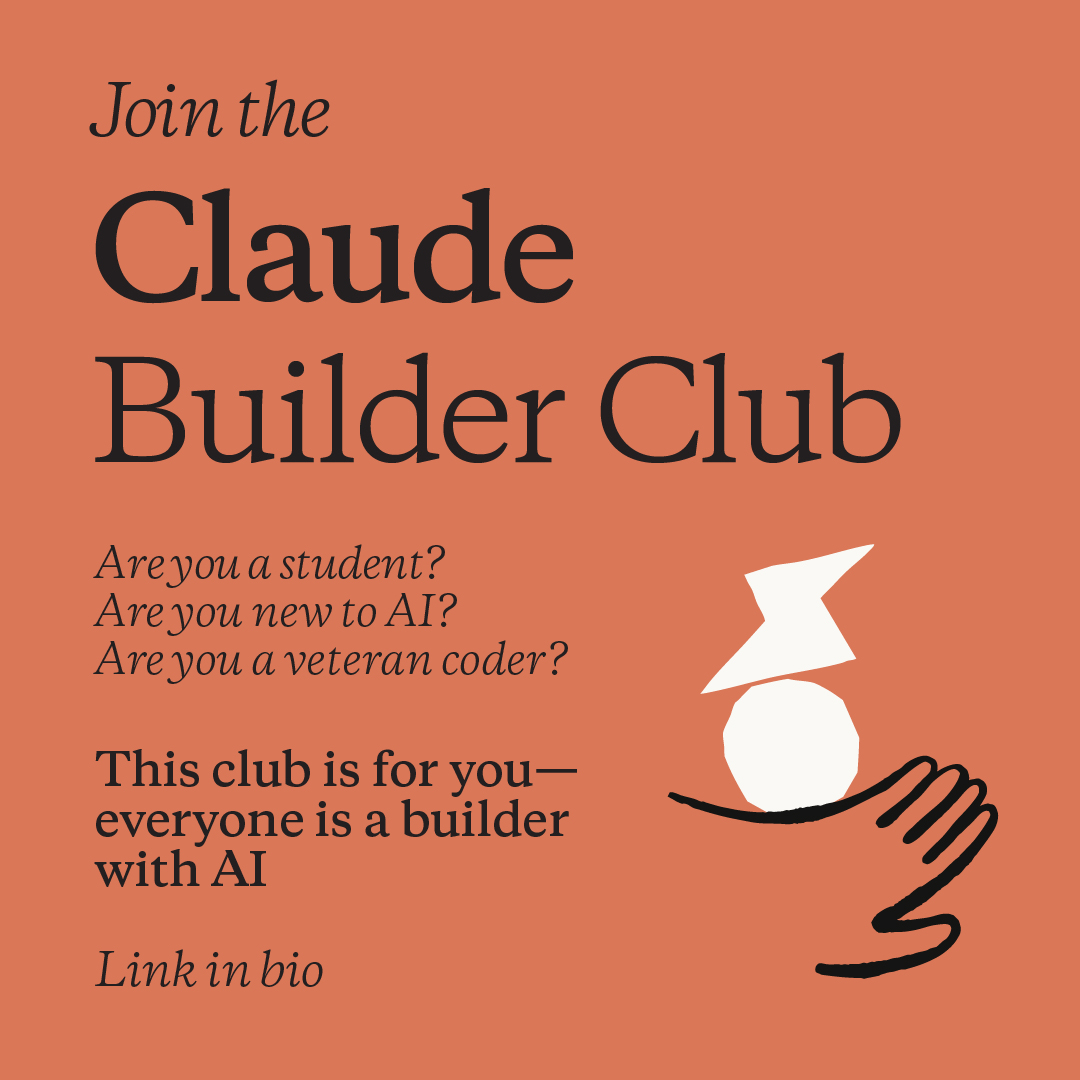 Join the
Claude
Builder Club
Are you a student?
Are you new to AI?
Are you a veteran coder?
This club is for you—
everyone is a builder
with AI
Link in bio